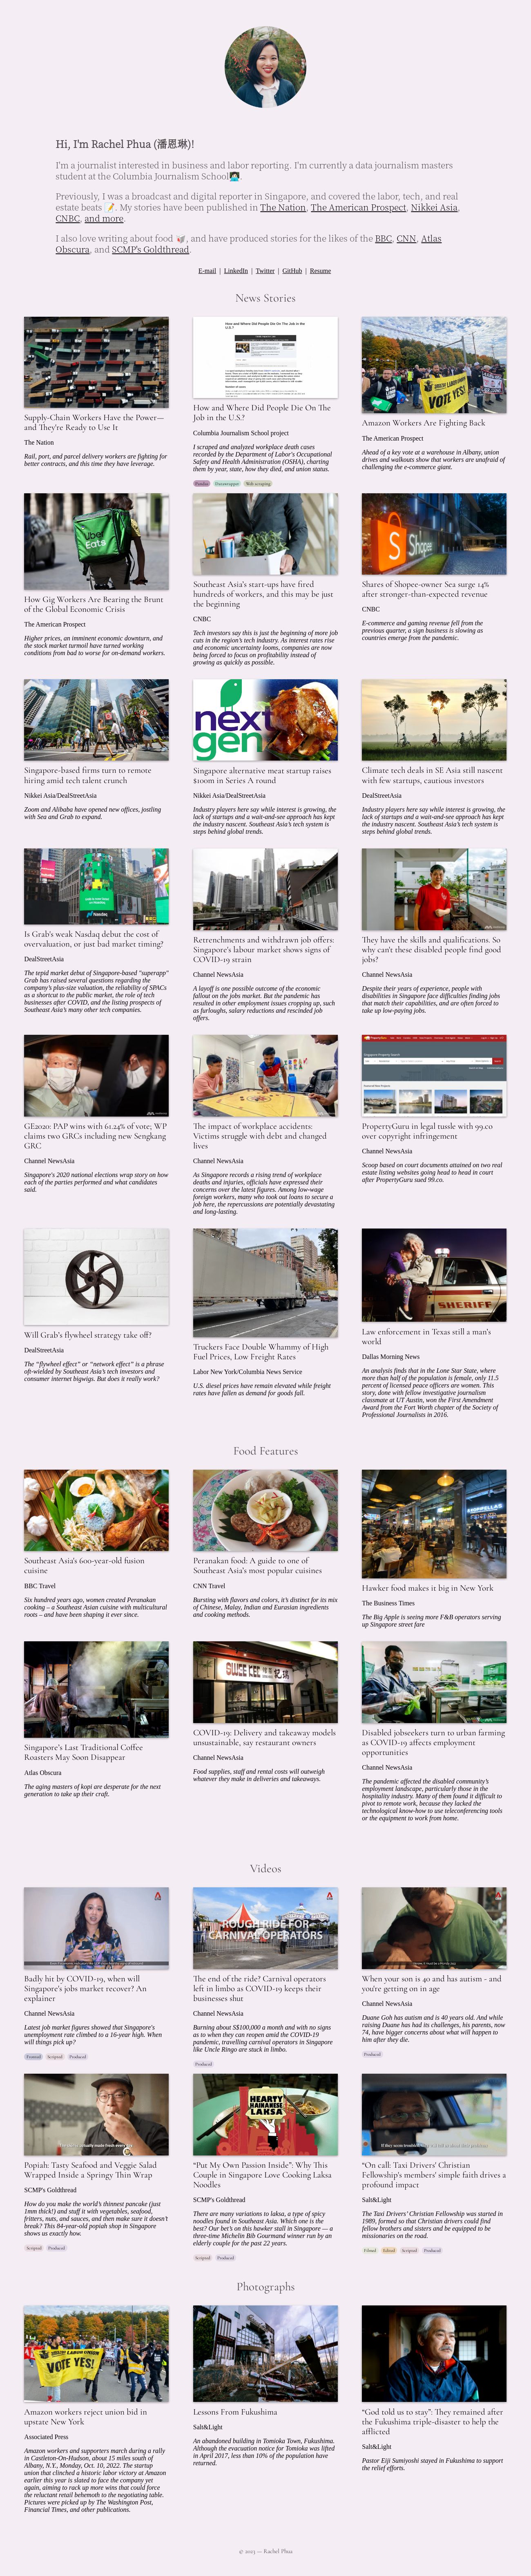 Hi, I'm Rachel Phua (潘恩琳)!
I'm a journalist interested in business and labor reporting. I'm currently a data journalism masters
student at the Columbia Journalism School👩🏻‍💻.
Previously, I was a broadcast and digital reporter in Singapore, and covered the labor, tech, and real
estate beats 📝. My stories have been published in The Nation, The American Prospect, Nikkei Asia,
CNBC, and more.
I also love writing about food 🥡, and have produced stories for the likes of the BBC, CNN, Atlas
Obscura, and SCMP's Goldthread.
E-mail | LinkedIn | Twitter | GitHub | Resume
News Stories
Supply-Chain Workers Have the Power—
and They're Ready to Use It
The Nation
Rail, port, and parcel delivery workers are fighting for
better contracts, and this time they have leverage.
How and Where Did People Die On The Job in the
U.S.?
How and Where Did People Die On The
Job in the U.S.?
Columbia Journalism School project
I scraped and analyzed workplace death cases
recorded by the Department of Labor's Occupational
Safety and Health Administration (OSHA), charting
them by year, state, how they died, and union status.
Pandas Datawrapper Web scraping
VOTE YES!
Amazon Workers Are Fighting Back
The American Prospect
Ahead of a key vote at a warehouse in Albany, union
drives and walkouts show that workers are unafraid of
challenging the e-commerce giant.
Uber
Eats
How Gig Workers Are Bearing the Brunt
of the Global Economic Crisis
The American Prospect
Higher prices, an imminent economic downturn, and
the stock market turmoil have turned working
conditions from bad to worse for on-demand workers.
Southeast Asia's start-ups have fired
hundreds of workers, and this may be just
the beginning
CNBC
Tech investors say this is just the beginning of more job
cuts in the region's tech industry. As interest rates rise
and economic uncertainty looms, companies are now
being forced to focus on profitability instead of
growing as quickly as possible.
Shopee
Shares of Shopee-owner Sea surge 14%
after stronger-than-expected revenue
CNBC
E-commerce and gaming revenue fell from the
previous quarter, a sign business is slowing as
countries emerge from the pandemic.
Singapore-based firms turn to remote
hiring amid tech talent crunch
Nikkei Asia/DealStreetAsia
Zoom and Alibaba have opened new offices, jostling
with Sea and Grab to expand.
next
gen
Singapore alternative meat startup raises
$100m in Series A round
Nikkei Asia/DealStreetAsia
Industry players here say while interest is growing, the
lack of startups and a wait-and-see approach has kept
the industry nascent. Southeast Asia's tech system is
steps behind global trends.
Climate tech deals in SE Asia still nascent
with few startups, cautious investors
DealStreetAsia
Industry players here say while interest is growing, the
lack of startups and a wait-and-see approach has kept
the industry nascent. Southeast Asia's tech system is
steps behind global trends.
Nasdaq
Is Grab's weak Nasdaq debut the cost of
overvaluation, or just bad market timing?
DealStreetAsia
The tepid market debut of Singapore-based "superapp"
Grab has raised several questions regarding the
company's plus-size valuation, the reliability of SPACs
as a shortcut to the public market, the role of tech
businesses after COVID, and the listing prospects of
Southeast Asia's many other tech companies.
Retrenchments and withdrawn job offers:
Singapore's labour market shows signs of
COVID-19 strain
Channel NewsAsia
A layoff is one possible outcome of the economic
fallout on the jobs market. But the pandemic has
resulted in other employment issues cropping up, such
as furloughs, salary reductions and rescinded job
offers.
They have the skills and qualifications. So
why can't these disabled people find good
jobs?
Channel NewsAsia
Despite their years of experience, people with
disabilities in Singapore face difficulties finding jobs
that match their capabilities, and are often forced to
take up low-paying jobs.
GE2020: PAP wins with 61.24% of vote; WP
claims two GRCs including new Sengkang
GRC
Channel NewsAsia
Singapore's 2020 national elections wrap story on how
each of the parties performed and what candidates
said.
The impact of workplace accidents:
Victims struggle with debt and changed
lives
Channel NewsAsia
As Singapore records a rising trend of workplace
deaths and injuries, officials have expressed their
concerns over the latest figures. Among low-wage
foreign workers, many who took out loans to secure a
job here, the repercussions are potentially devastating
and long-lasting.
Singapore Property Search
PropertyGuru in legal tussle with 99.co
over copyright infringement
Channel NewsAsia
Scoop based on court documents attained on two real
estate listing websites going head to head in court
after PropertyGuru sued 99.co.
Will Grab's flywheel strategy take off?
DealStreetAsia
The "flywheel effect" or "network effect" is a phrase
oft-wielded by Southeast Asia's tech investors and
consumer internet bigwigs. But does it really work?
Truckers Face Double Whammy of High
Fuel Prices, Low Freight Rates
Labor New York/Columbia News Service
U.S. diesel prices have remain elevated while freight
rates have fallen as demand for goods fall.
SHERIFF
Law enforcement in Texas still a man's
world
Dallas Morning News
An analysis finds that in the Lone Star State, where
more than half of the population is female, only 11.5
percent of licensed peace officers are women. This
story, done with fellow investigative journalism
classmate at UT Austin, won the First Amendment
Award from the Fort Worth chapter of the Society of
Professional Journalists in 2016.
Food Features
Southeast Asia's 600-year-old fusion
cuisine
BBC Travel
Six hundred years ago, women created Peranakan
cooking – a Southeast Asian cuisine with multicultural
roots – and have been shaping it ever since.
Peranakan food: A guide to one of
Southeast Asia's most popular cuisines
CNN Travel
Bursting with flavors and colors, it's distinct for its mix
of Chinese, Malay, Indian and Eurasian ingredients
and cooking methods.
Hawker food makes it big in New York
The Business Times
The Big Apple is seeing more F&B operators serving
up Singapore street fare
Singapore's Last Traditional Coffee
Roasters May Soon Disappear
Atlas Obscura
The aging masters of kopi are desperate for the next
generation to take up their craft.
COVID-19: Delivery and takeaway models
unsustainable, say restaurant owners
Channel NewsAsia
Food supplies, staff and rental costs will outweigh
whatever they make in deliveries and takeaways.
Disabled jobseekers turn to urban farming
as COVID-19 affects employment
opportunities
Channel NewsAsia
The pandemic affected the disabled community's
employment landscape, particularly those in the
hospitality industry. Many of them found it difficult to
pivot to remote work, because they lacked the
technological know-how to use teleconferencing tools
or the equipment to work from home.
Videos
Badly hit by COVID-19, when will
Singapore's jobs market recover? An
explainer
Channel NewsAsia
Latest job market figures showed that Singapore's
unemployment rate climbed to a 16-year high. When
will things pick up?
Fronted Scripted Produced
ROUGH RIDE FOR
CARNIVAL OPERATORS
The end of the ride? Carnival operators
left in limbo as COVID-19 keeps their
businesses shut
Channel NewsAsia
Burning about S$100,000 a month and with no signs
as to when they can reopen amid the COVID-19
pandemic, travelling carnival operators in Singapore
like Uncle Ringo are stuck in limbo.
Produced
When your son is 40 and has autism - and
you're getting on in age
Channel NewsAsia
Duane Goh has autism and is 40 years old. And while
raising Duane has had its challenges, his parents, now
74, have bigger concerns about what will happen to
him after they die.
Produced
Popiah: Tasty Seafood and Veggie Salad
Wrapped Inside a Springy Thin Wrap
SCMP's Goldthread
How do you make the world's thinnest pancake (just
1mm thick!) and stuff it with vegetables, seafood,
fritters, nuts, and sauces, and then make sure it doesn't
break? This 84-year-old popiah shop in Singapore
shows us exactly how.
Scripted Produced
HEARTY
HAINANESE
LAKSA
"Put My Own Passion Inside": Why This
Couple in Singapore Love Cooking Laksa
Noodles
SCMP's Goldthread
There are many variations to laksa, a type of spicy
noodles found in Southeast Asia. Which one is the
best? Our bet's on this hawker stall in Singapore — a
three-time Michelin Bib Gourmand winner run by an
elderly couple for the past 22 years.
Scripted Produced
"On call: Taxi Drivers' Christian
Fellowship's members' simple faith drives a
profound impact
Salt&Light
The Taxi Drivers' Christian Fellowship was started in
1989, formed so that Christian drivers could find
fellow brothers and sisters and be equipped to be
missionaries on the road.
Filmed Edited Scripted Produced
Photographs
VOTE YES!
Amazon workers reject union bid in
upstate New York
Associated Press
Amazon workers and supporters march during a rally
in Castleton-On-Hudson, about 15 miles south of
Albany, N.Y., Monday, Oct. 10, 2022. The startup
union that clinched a historic labor victory at Amazon
earlier this year is slated to face the company yet
again, aiming to rack up more wins that could force
the reluctant retail behemoth to the negotiating table.
Pictures were picked up by The Washington Post,
Financial Times, and other publications.
Lessons From Fukushima
Salt&Light
An abandoned building in Tomioka Town, Fukushima.
Although the evacuation notice for Tomioka was lifted
in April 2017, less than 10% of the population have
returned.
"God told us to stay": They remained after
the Fukushima triple-disaster to help the
afflicted
Salt&Light
Pastor Eiji Sumiyoshi stayed in Fukushima to support
the relief efforts.
© 2023 — Rachel Phua